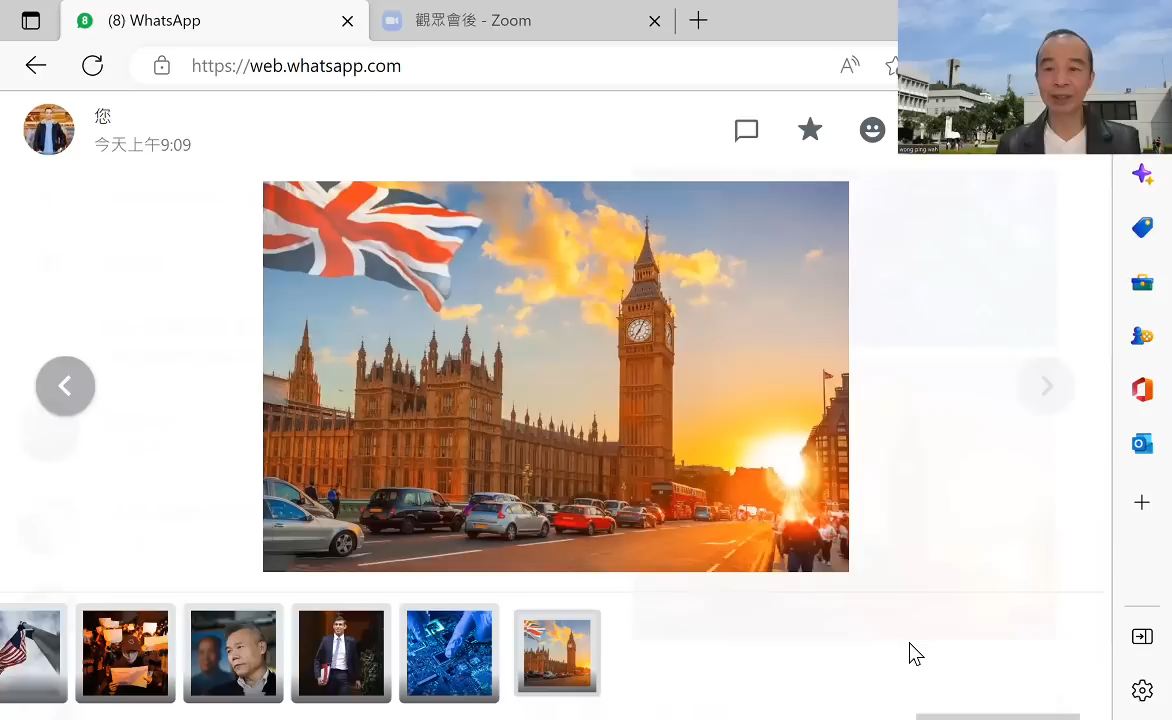 8
(8) WhatsApp
觀眾會後 - Zoom
https://web.whatsapp.com
您
今天上午9:09
wong ping wah